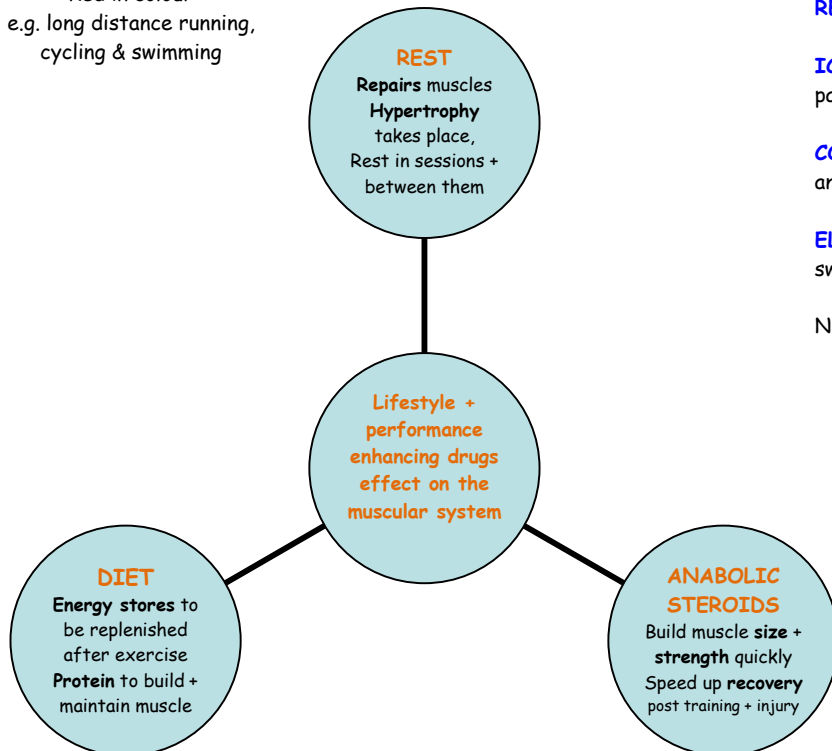 e.g. long distance running,
cycling & swimming
REST
Repairs muscles
Hypertrophy
takes place,
Rest in sessions +
between them
Lifestyle +
performance
enhancing drugs
effect on the
muscular system
DIET
Energy stores to
be replenished
after exercise
Protein to build +
maintain muscle
ANABOLIC
STEROIDS
Build muscle size +
strength quickly
Speed up recovery
post training + injury